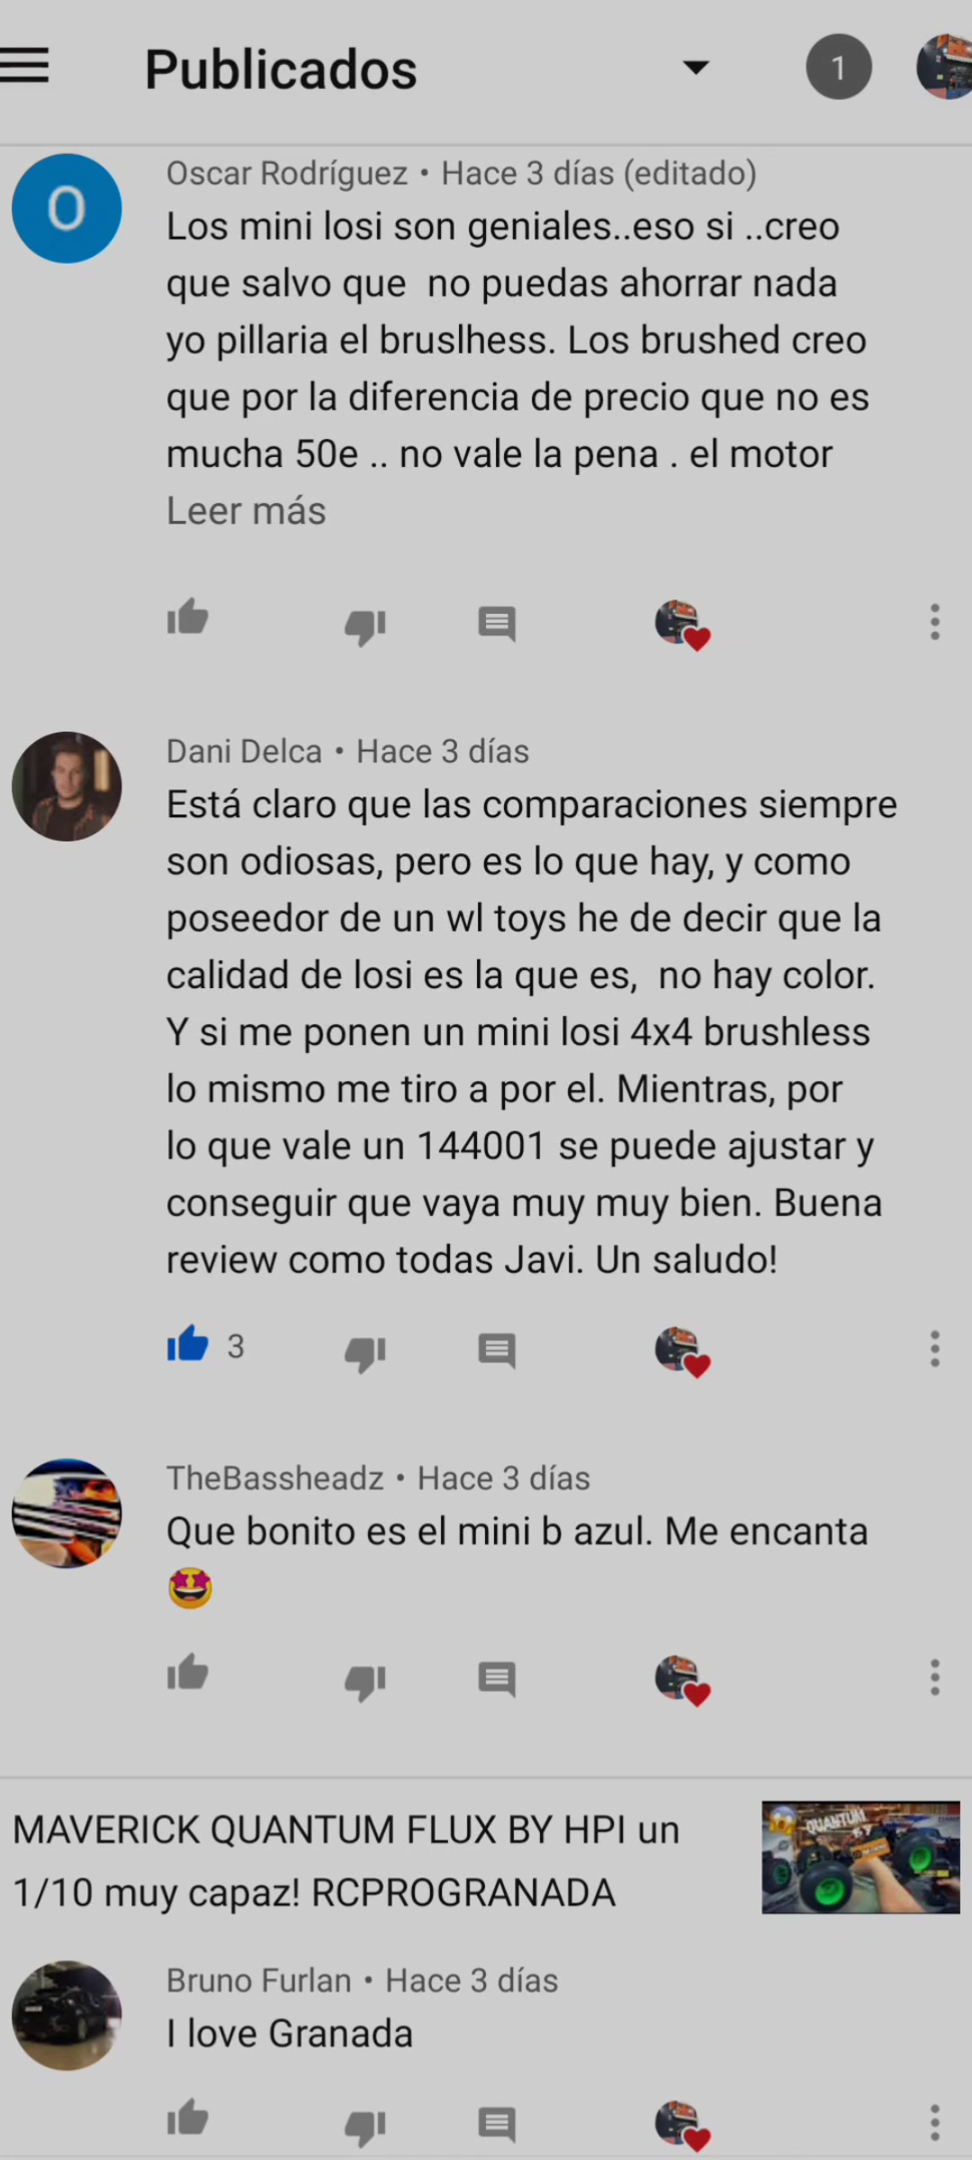 Publicados
1
O
Oscar Rodríguez • Hace 3 días (editado)
Los mini losi son geniales..eso si ..creo
que salvo que  no puedas ahorrar nada
yo pillaria el bruslhess. Los brushed creo
que por la diferencia de precio que no es
mucha 50e .. no vale la pena . el motor
Leer más
Dani Delca • Hace 3 días
Está claro que las comparaciones siempre
son odiosas, pero es lo que hay, y como
poseedor de un wl toys he de decir que la
calidad de losi es la que es,  no hay color.
Y si me ponen un mini losi 4x4 brushless
lo mismo me tiro a por el. Mientras, por
lo que vale un 144001 se puede ajustar y
conseguir que vaya muy muy bien. Buena
review como todas Javi. Un saludo!
3
TheBassheadz • Hace 3 días
Que bonito es el mini b azul. Me encanta
🤩
MAVERICK QUANTUM FLUX BY HPI un
1/10 muy capaz! RCPROGRANADA
QUANTUM
Bruno Furlan • Hace 3 días
I love Granada